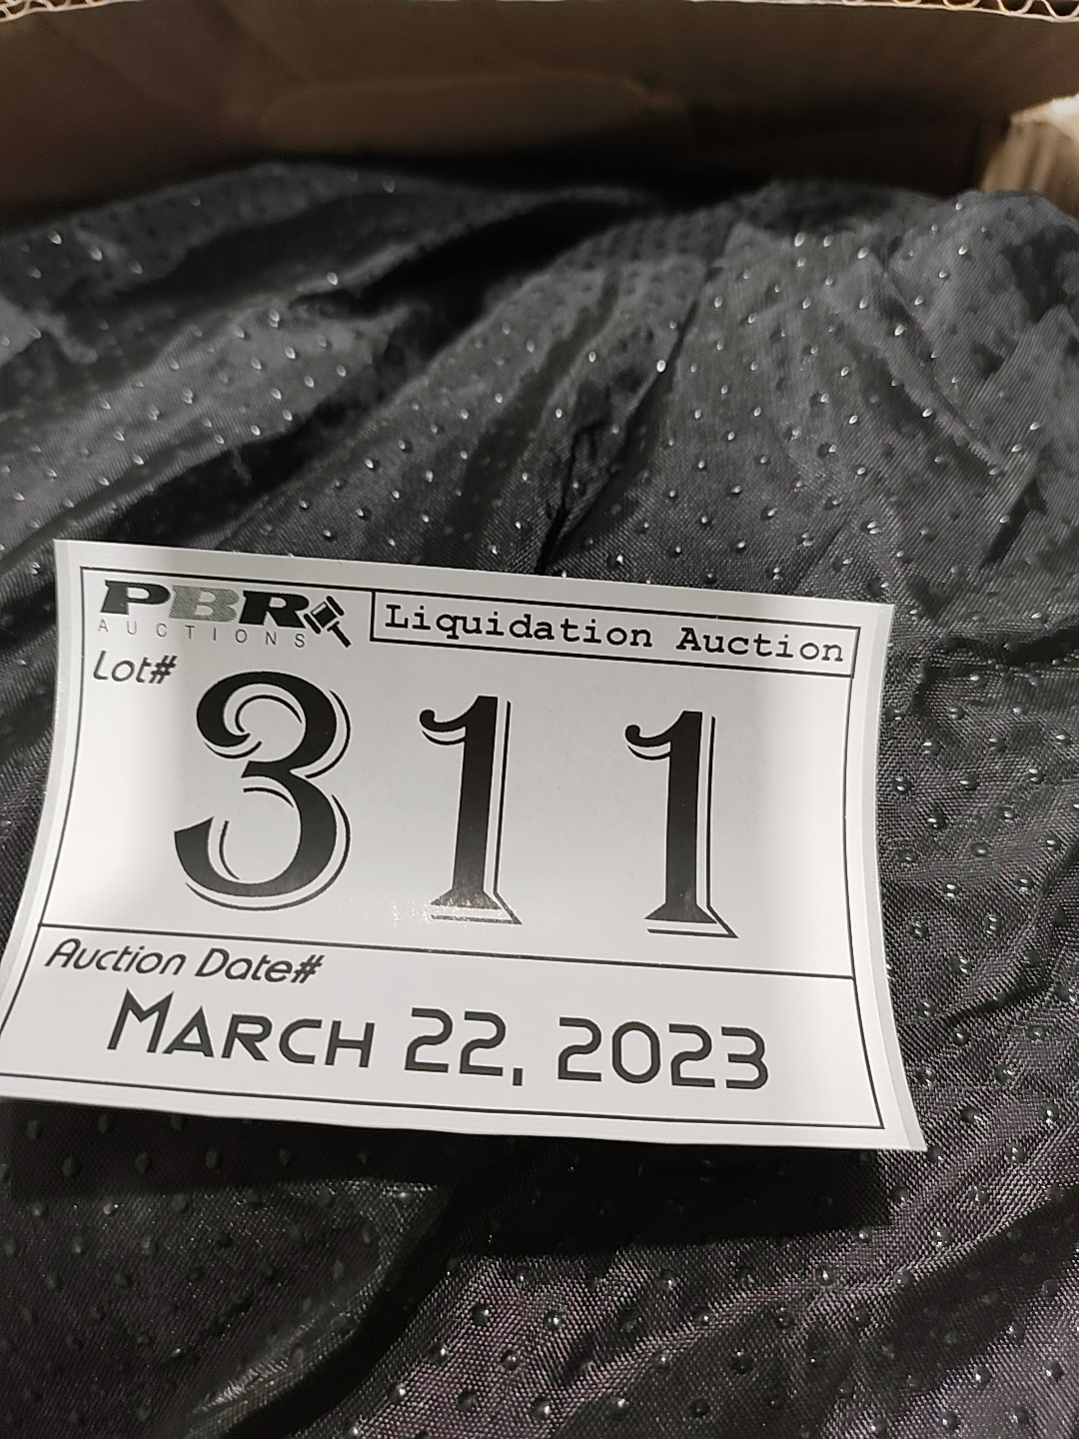 PBR
AUCTIONS
Liquidation Auction
Lot#
311
Auction Date#
MARCH 22, 2023